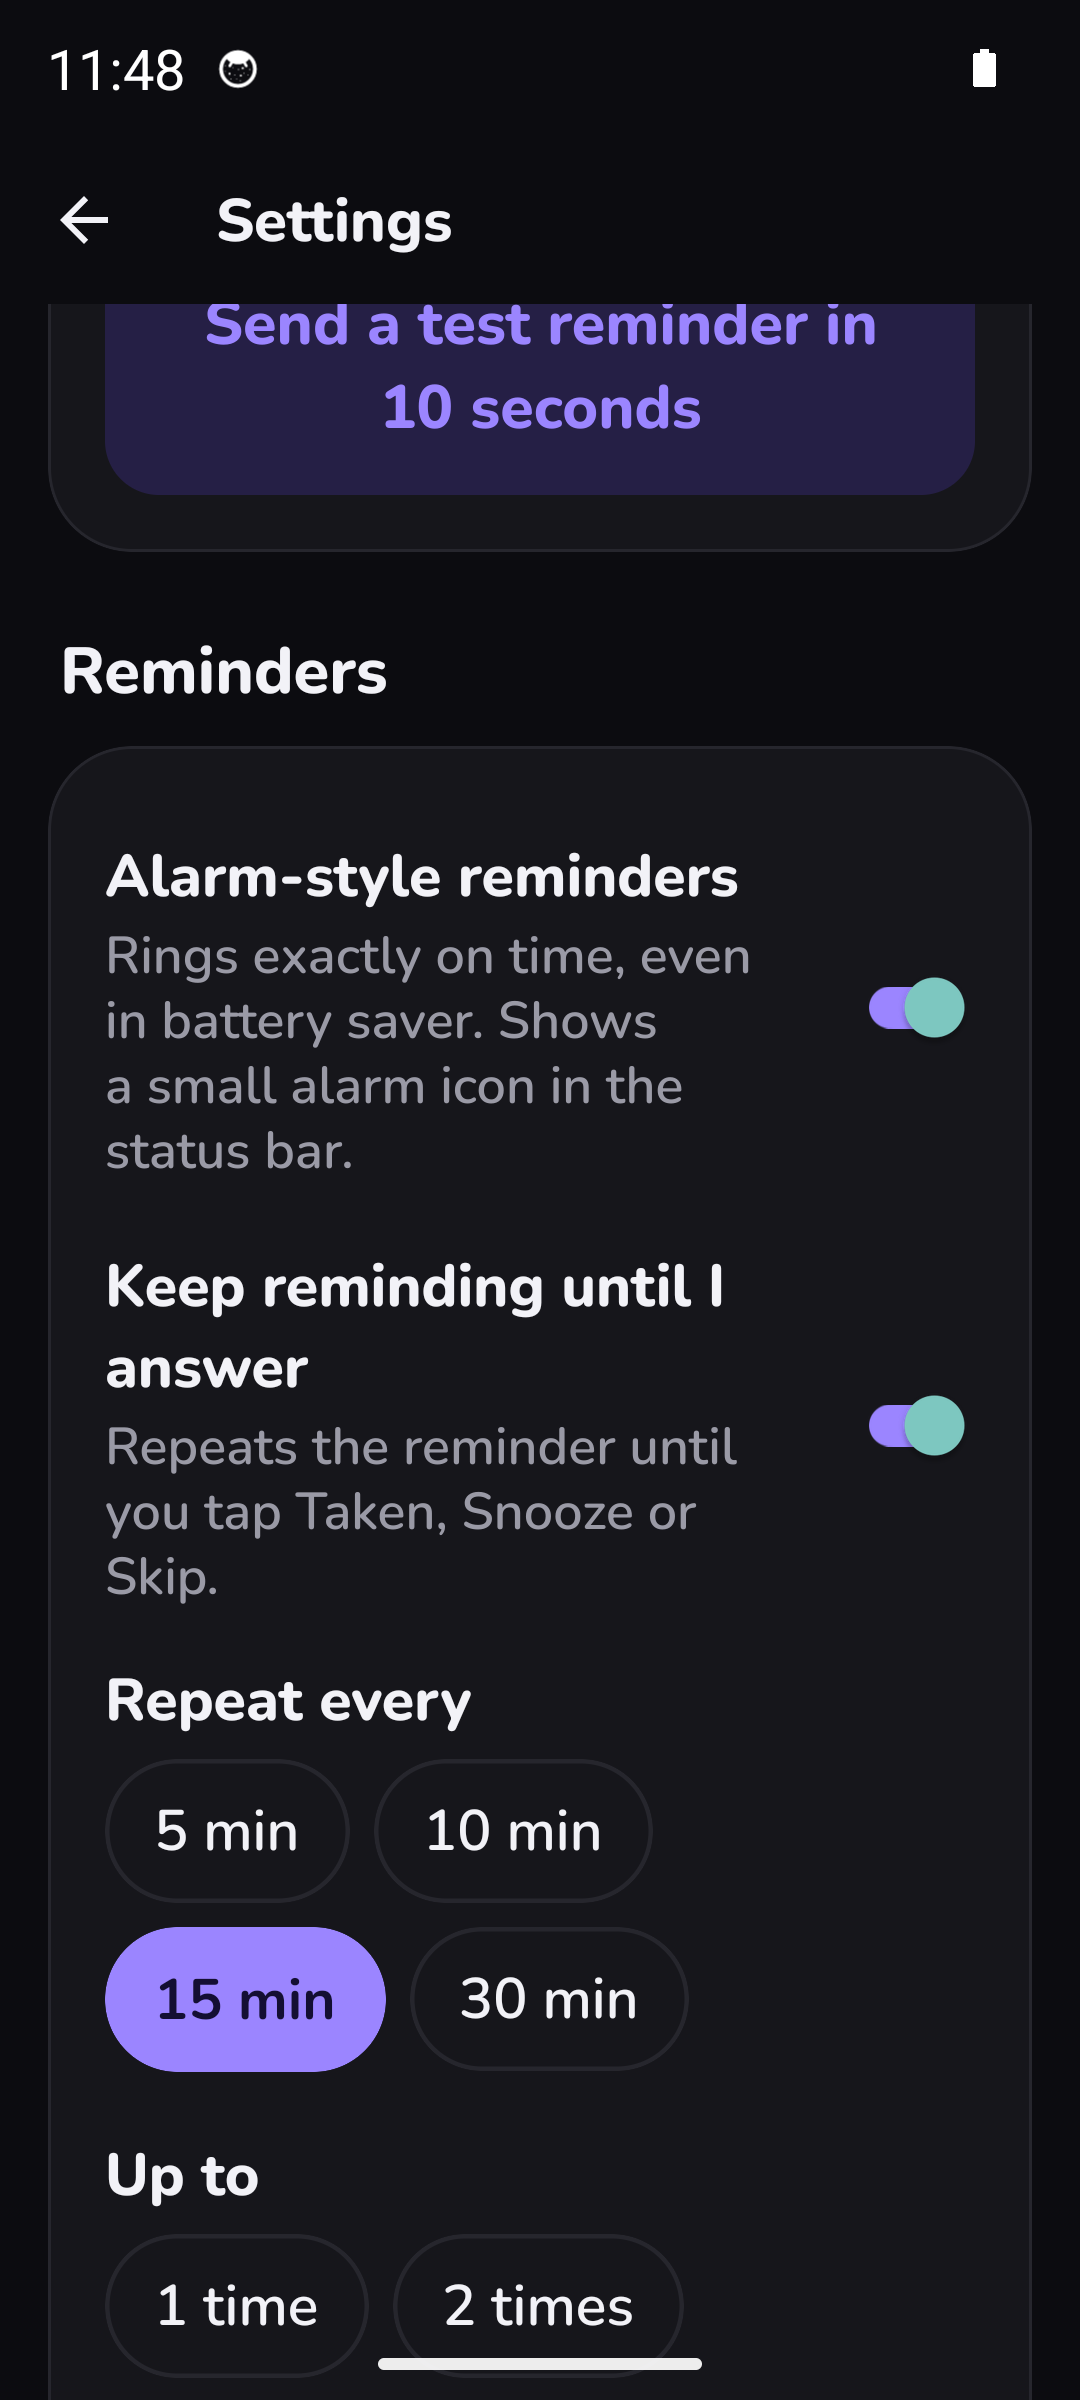 11:48
Settings
Send a test reminder in
10 seconds
Reminders
Alarm-style reminders
Rings exactly on time, even
in battery saver. Shows
a small alarm icon in the
status bar.
Keep reminding until I
answer
Repeats the reminder until
you tap Taken, Snooze or
Skip.
Repeat every
5 min
10 min
15 min
30 min
Up to
1 time
2 times